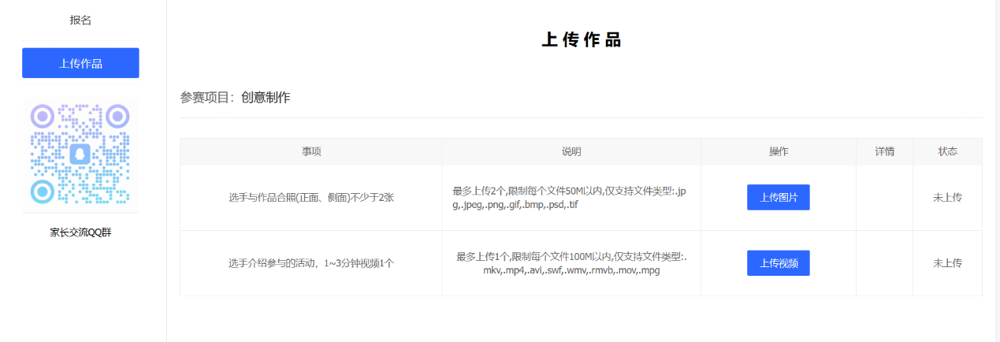 报名
上传作品
家长交流QQ群
上传作品
参赛项目：创意制作
事项 说明 操作 详情 状态
选手与作品合照(正面、侧面)不少于2张
最多上传2个,限制每个文件50M以内,仅支持文件类型:.jp
g,.jpeg,.png,.gif,.bmp,.psd,.tif
上传图片
未上传
选手介绍参与的活动，1~3分钟视频1个
最多上传1个,限制每个文件100M以内,仅支持文件类型:.
mkv,.mp4,.avi,.swf,.wmv,.rmvb,.mov,.mpg
上传视频
未上传